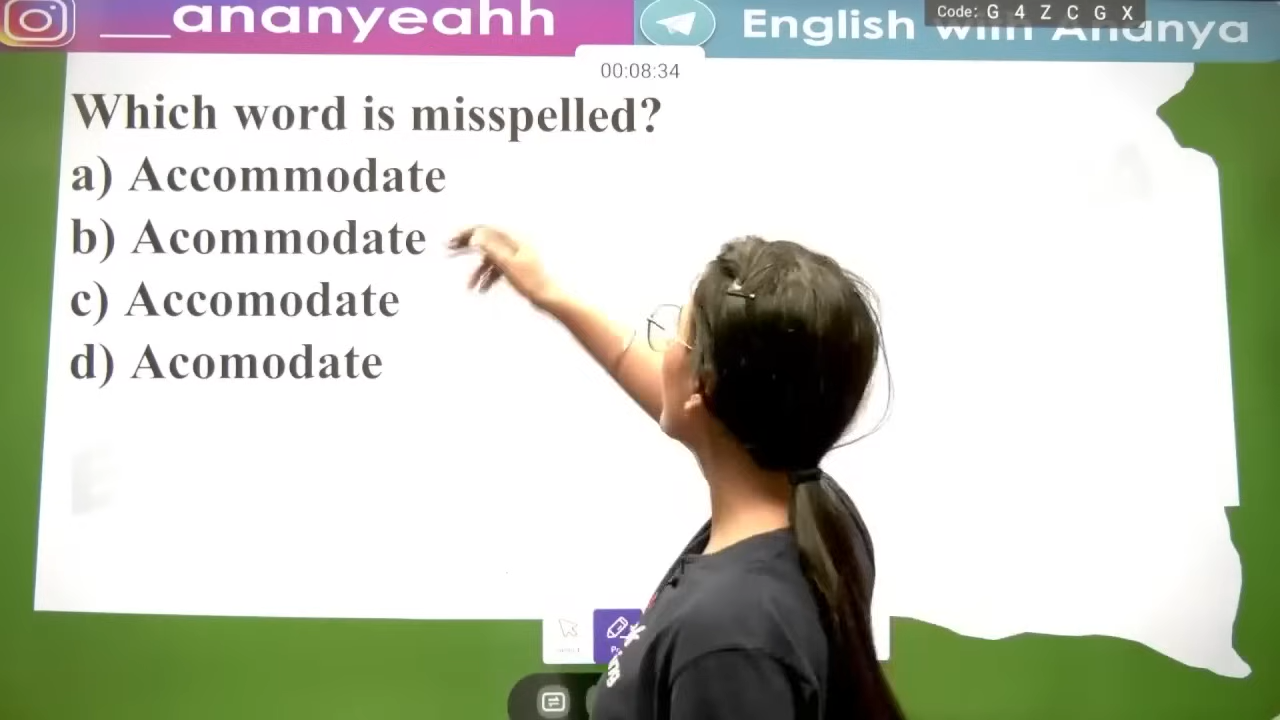 ___ananyeahh
English with Ananya
Code: G 4 Z C G X
00:08:34
Which word is misspelled?
a) Accommodate
b) Acommodate
c) Accomodate
d) Acomodate